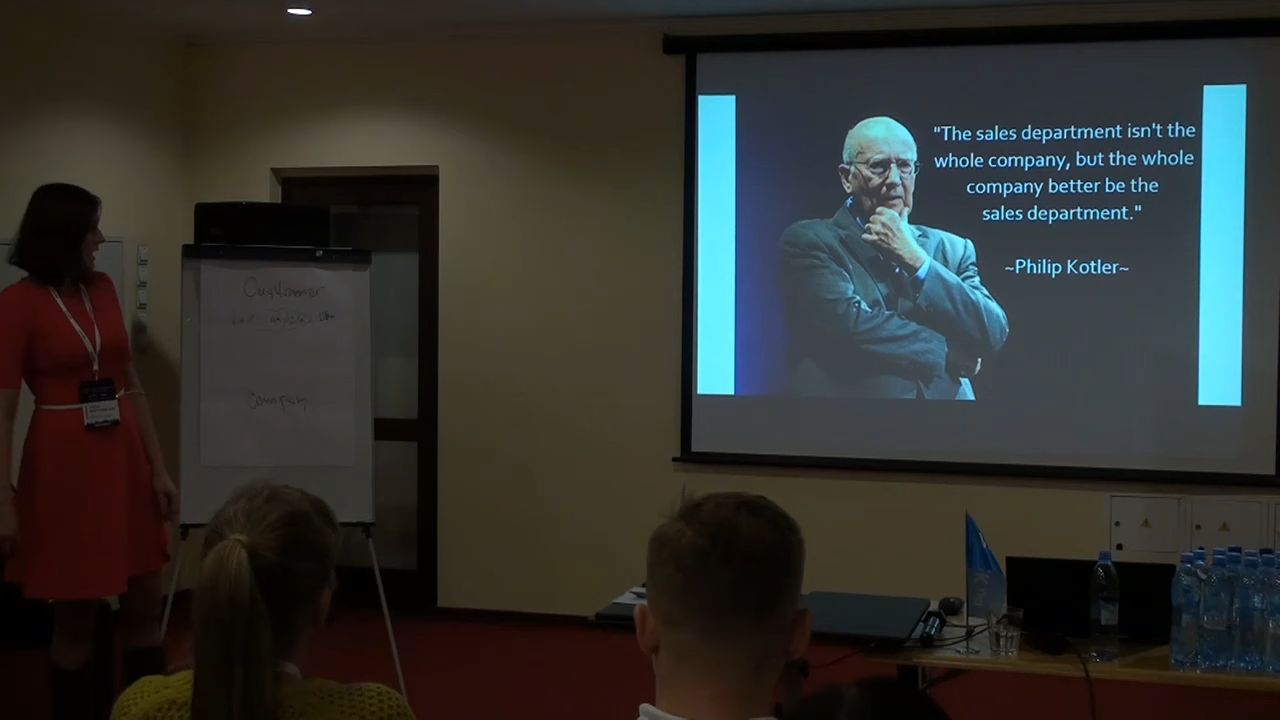 "The sales department isn't the
whole company, but the whole
company better be the
sales department."
~Philip Kotler~
Customer
Company